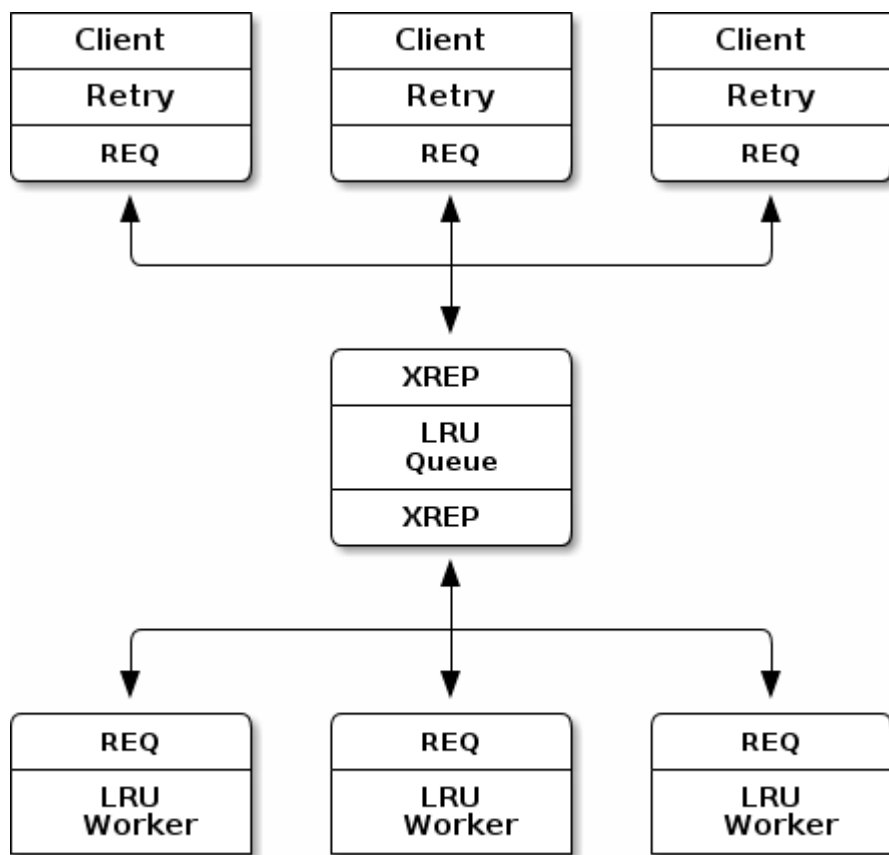 Client Client Client
Retry Retry Retry
REQ REQ REQ
XREP
LRU
Queue
XREP
REQ REQ REQ
LRU LRU LRU
Worker Worker Worker